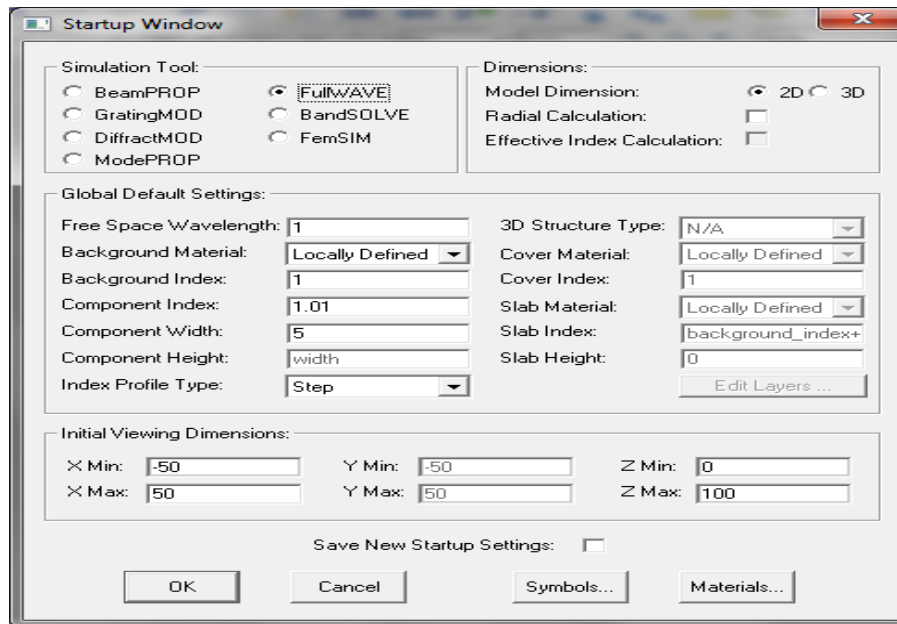 Startup Window
Simulation Tool:
BeamPROP FullWAVE
GratingMOD BandSOLVE
DiffractMOD FemSIM
ModePROP
Dimensions:
Model Dimension: 2D 3D
Radial Calculation:
Effective Index Calculation:
Global Default Settings:
Free Space Wavelength: 1 3D Structure Type: N/A
Background Material: Locally Defined Cover Material: Locally Defined
Background Index: 1 Cover Index: 1
Component Index: 1.01 Slab Material: Locally Defined
Component Width: 5 Slab Index: background_index+
Component Height: width Slab Height: 0
Index Profile Type: Step Edit Layers ...
Initial Viewing Dimensions:
X Min: -50 Y Min: -50 Z Min: 0
X Max: 50 Y Max: 50 Z Max: 100
Save New Startup Settings:
OK Cancel Symbols... Materials...